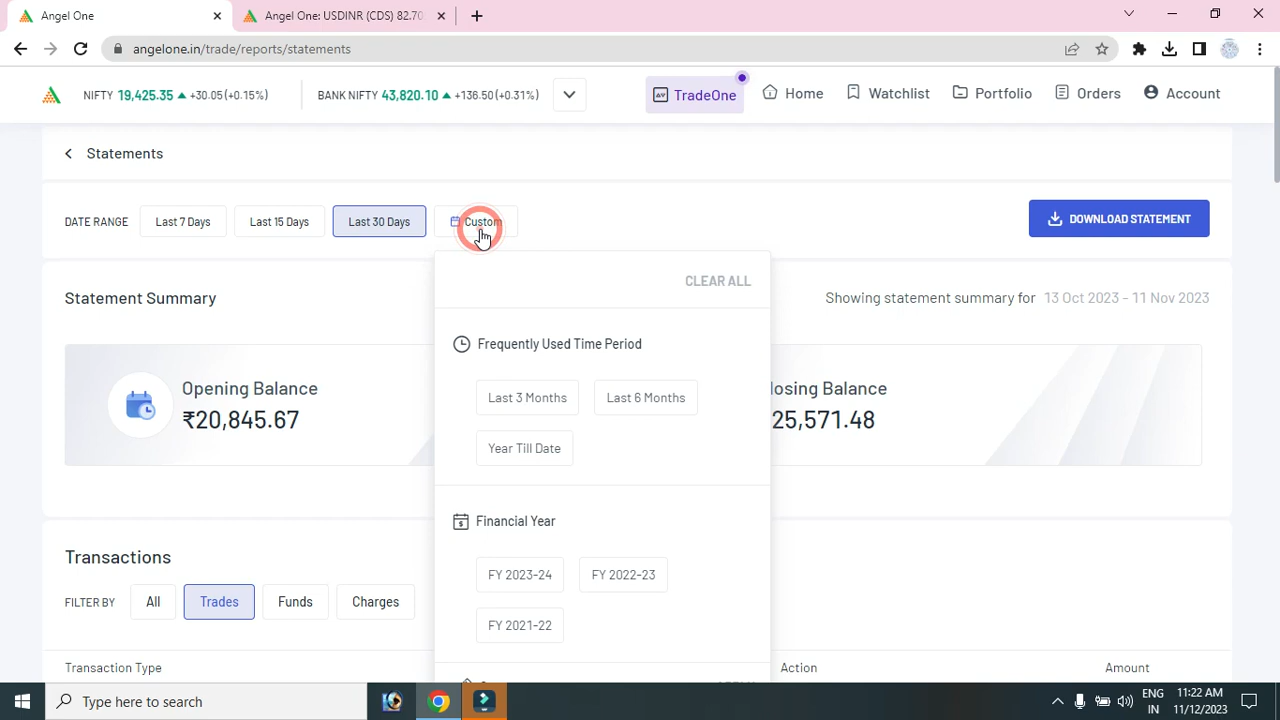 Angel One
Angel One: USDINR (CDS) 82.70
angelone.in/trade/reports/statements
NIFTY 19,425.35 +30.05(+0.15%)
BANK NIFTY 43,820.10 +136.50(+0.31%)
TradeOne
Home
Watchlist
Portfolio
Orders
Account
Statements
DATE RANGE
Last 7 Days
Last 15 Days
Last 30 Days
Custom
DOWNLOAD STATEMENT
CLEAR ALL
Statement Summary
Showing statement summary for 13 Oct 2023 - 11 Nov 2023
Frequently Used Time Period
Opening Balance
₹20,845.67
Last 3 Months
Last 6 Months
Year Till Date
losing Balance
25,571.48
Financial Year
FY 2023-24
FY 2022-23
FY 2021-22
Transactions
FILTER BY
All
Trades
Funds
Charges
Transaction Type
Action
Amount
Type here to search
ENG
IN
11:22 AM
11/12/2023